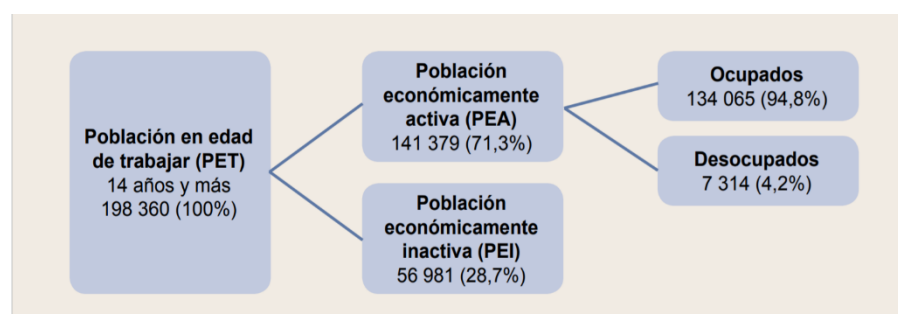 Población en edad
de trabajar (PET)
14 años y más
198 360 (100%)
Población
económicamente
activa (PEA)
141 379 (71,3%)
Población
económicamente
inactiva (PEI)
56 981 (28,7%)
Ocupados
134 065 (94,8%)
Desocupados
7 314 (4,2%)